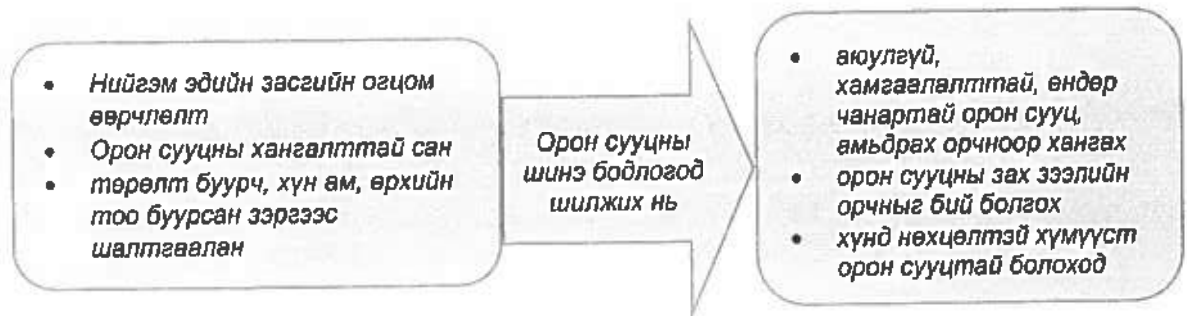 • Нийгэм эдийн засгийн огцом
өөрчлөлт
• Орон сууцны хангалттай сан
• төрөлт буурч, хүн ам, өрхийн
тоо буурсан зэргээс
шалтгаалан
Орон сууцны
шинэ бодлогод
шилжих нь
• аюулгүй,
хамгаалалттай, өндөр
чанартай орон сууц,
амьдрах орчноор хангах
• орон сууцны зах зээлийн
орчныг бий болгох
• хүнд нөхцөлтэй хүмүүст
орон сууцтай болоход